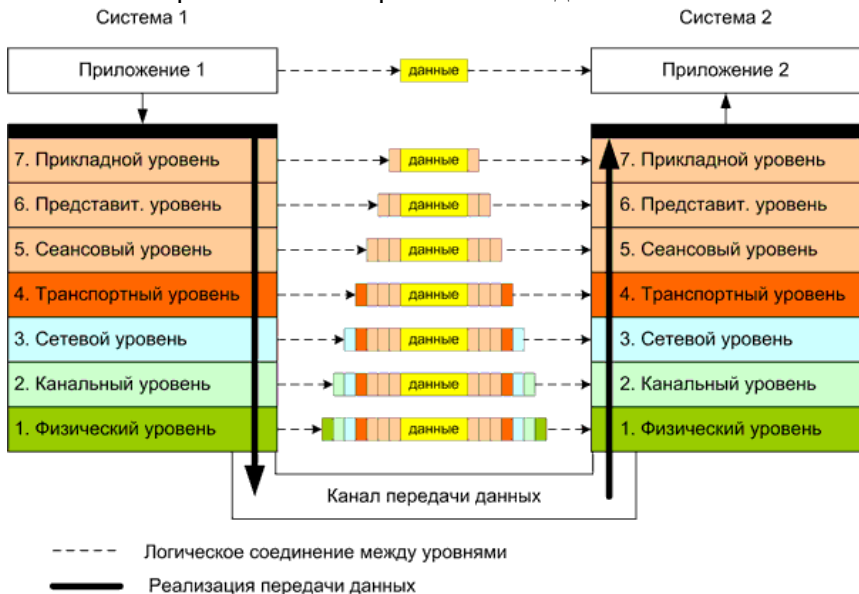 Система 1
Система 2
Приложение 1
данные
Приложение 2
7. Прикладной уровень
данные
7. Прикладной уровень
6. Представит. уровень
данные
6. Представит. уровень
5. Сеансовый уровень
данные
5. Сеансовый уровень
4. Транспортный уровень
данные
4. Транспортный уровень
3. Сетевой уровень
данные
3. Сетевой уровень
2. Канальный уровень
данные
2. Канальный уровень
1. Физический уровень
данные
1. Физический уровень
Канал передачи данных
Логическое соединение между уровнями
Реализация передачи данных